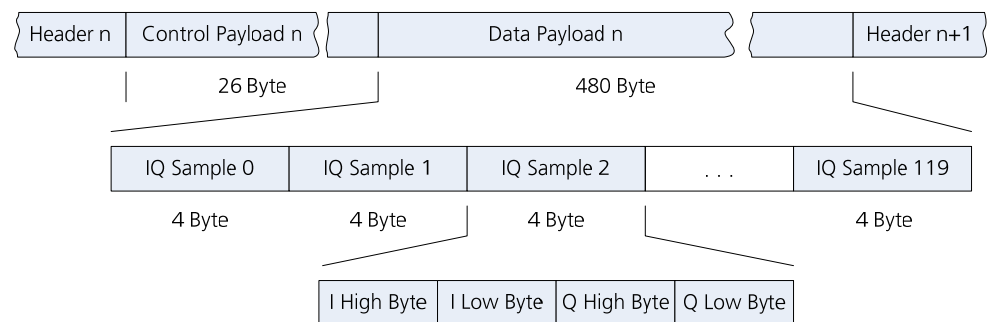 Header n Control Payload n Data Payload n Header n+1
26 Byte 480 Byte
IQ Sample 0 IQ Sample 1 IQ Sample 2 . . . IQ Sample 119
4 Byte 4 Byte 4 Byte 4 Byte
I High Byte I Low Byte Q High Byte Q Low Byte